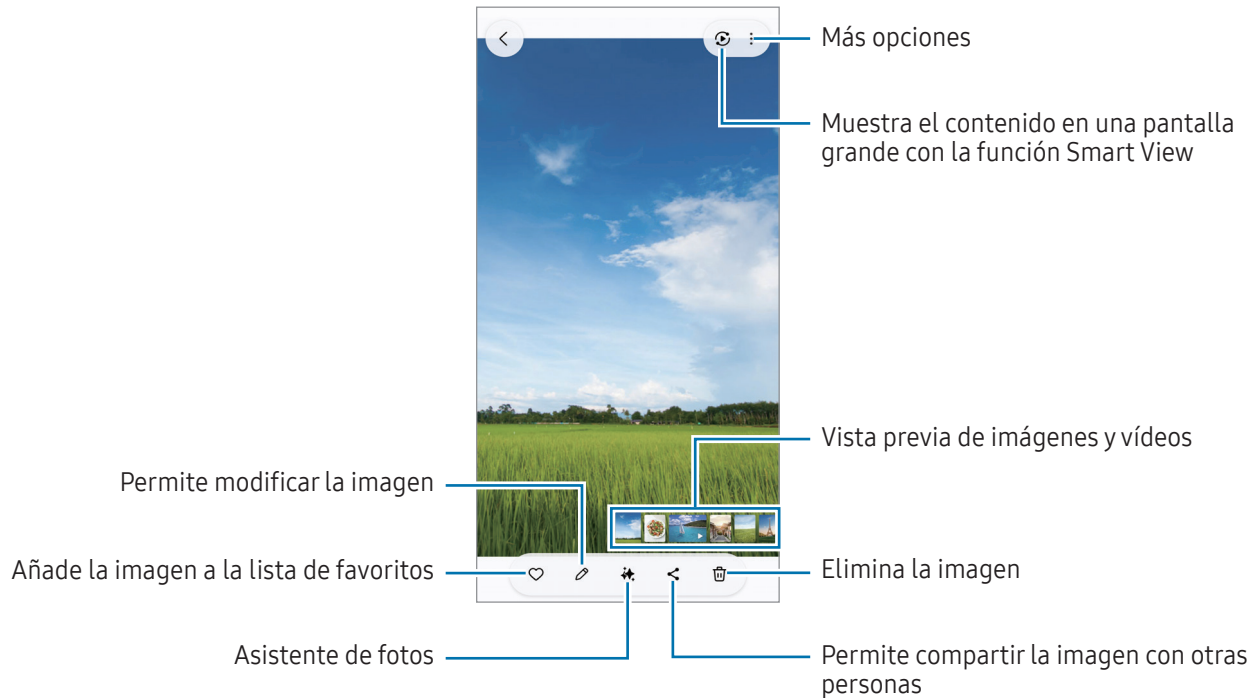 Más opciones
Muestra el contenido en una pantalla
grande con la función Smart View
Vista previa de imágenes y vídeos
Permite modificar la imagen
Añade la imagen a la lista de favoritos
Elimina la imagen
Asistente de fotos
Permite compartir la imagen con otras
personas